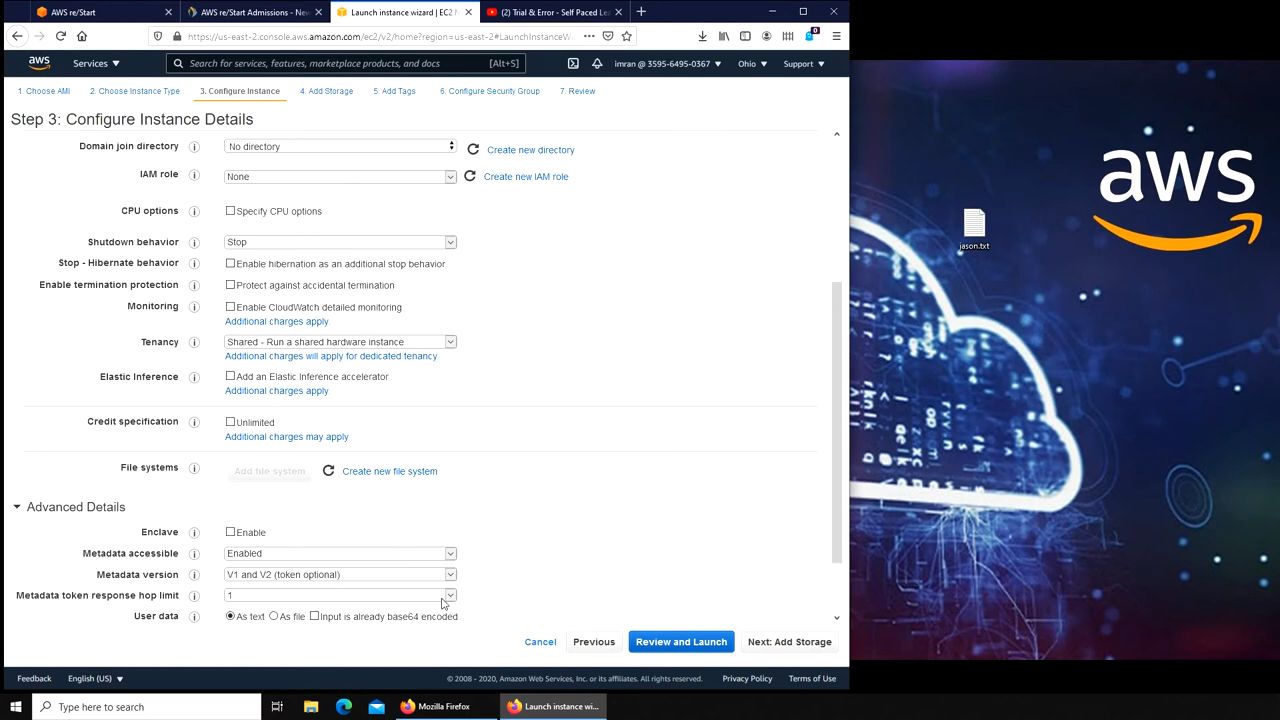 AWS re/Start
AWS re/Start Admissions - New
Launch instance wizard | EC2 M
(2) Trial & Error - Self Paced Lea
https://us-east-2.console.aws.amazon.com/ec2/v2/home?region=us-east-2#LaunchInstanceWi
0
aws
Services
Search for services, features, marketplace products, and docs
[Alt+S]
imran @ 3595-6495-0367
Ohio
Support
1. Choose AMI
2. Choose Instance Type
3. Configure Instance
4. Add Storage
5. Add Tags
6. Configure Security Group
7. Review
Step 3: Configure Instance Details
Domain join directory
No directory
Create new directory
IAM role
None
Create new IAM role
CPU options
Specify CPU options
Shutdown behavior
Stop
Stop - Hibernate behavior
Enable hibernation as an additional stop behavior
Enable termination protection
Protect against accidental termination
Monitoring
Enable CloudWatch detailed monitoring
Additional charges apply
Tenancy
Shared - Run a shared hardware instance
Additional charges will apply for dedicated tenancy
Elastic Inference
Add an Elastic Inference accelerator
Additional charges apply
Credit specification
Unlimited
Additional charges may apply
File systems
Add file system
Create new file system
Advanced Details
Enclave
Enable
Metadata accessible
Enabled
Metadata version
V1 and V2 (token optional)
Metadata token response hop limit
1
User data
As text
As file
Input is already base64 encoded
Cancel
Previous
Review and Launch
Next: Add Storage
Feedback
English (US)
© 2008 - 2020, Amazon Web Services, Inc. or its affiliates. All rights reserved.
Privacy Policy
Terms of Use
aws
jason.txt
Type here to search
Mozilla Firefox
Launch instance wi...